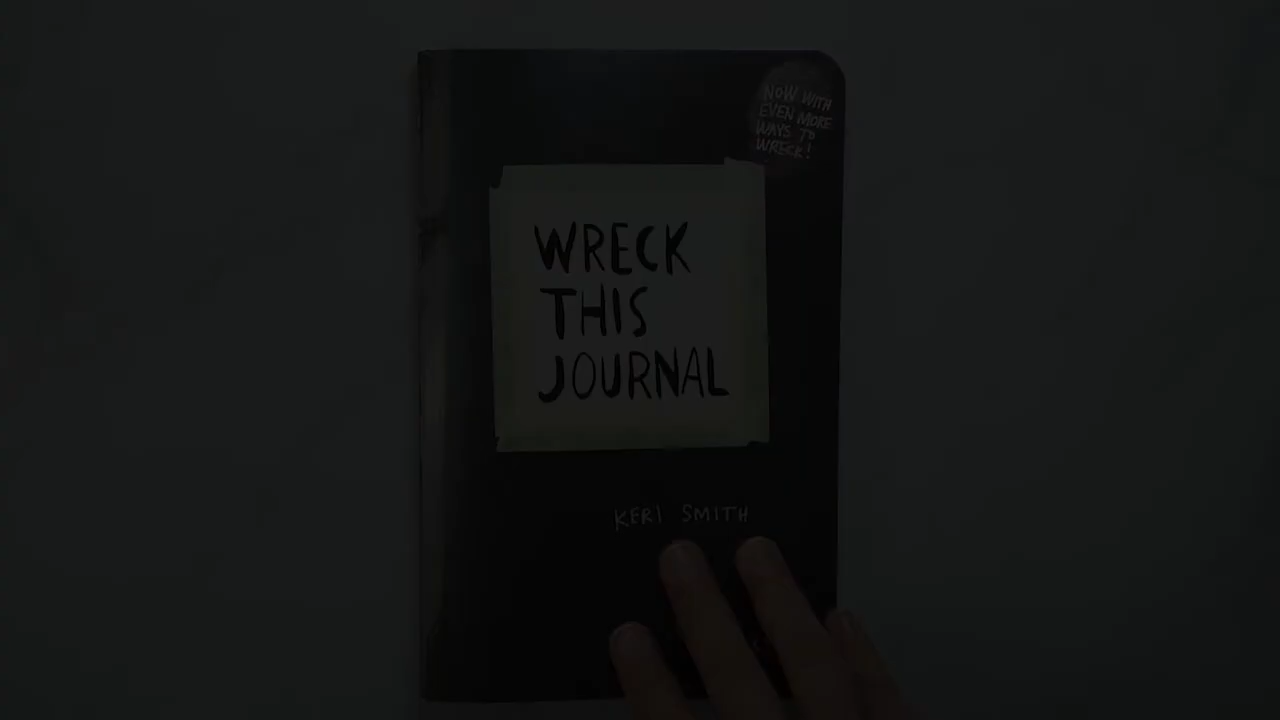 NOW WITH
EVEN MORE
WAYS TO
WRECK!
WRECK
THIS
JOURNAL
KERI SMITH